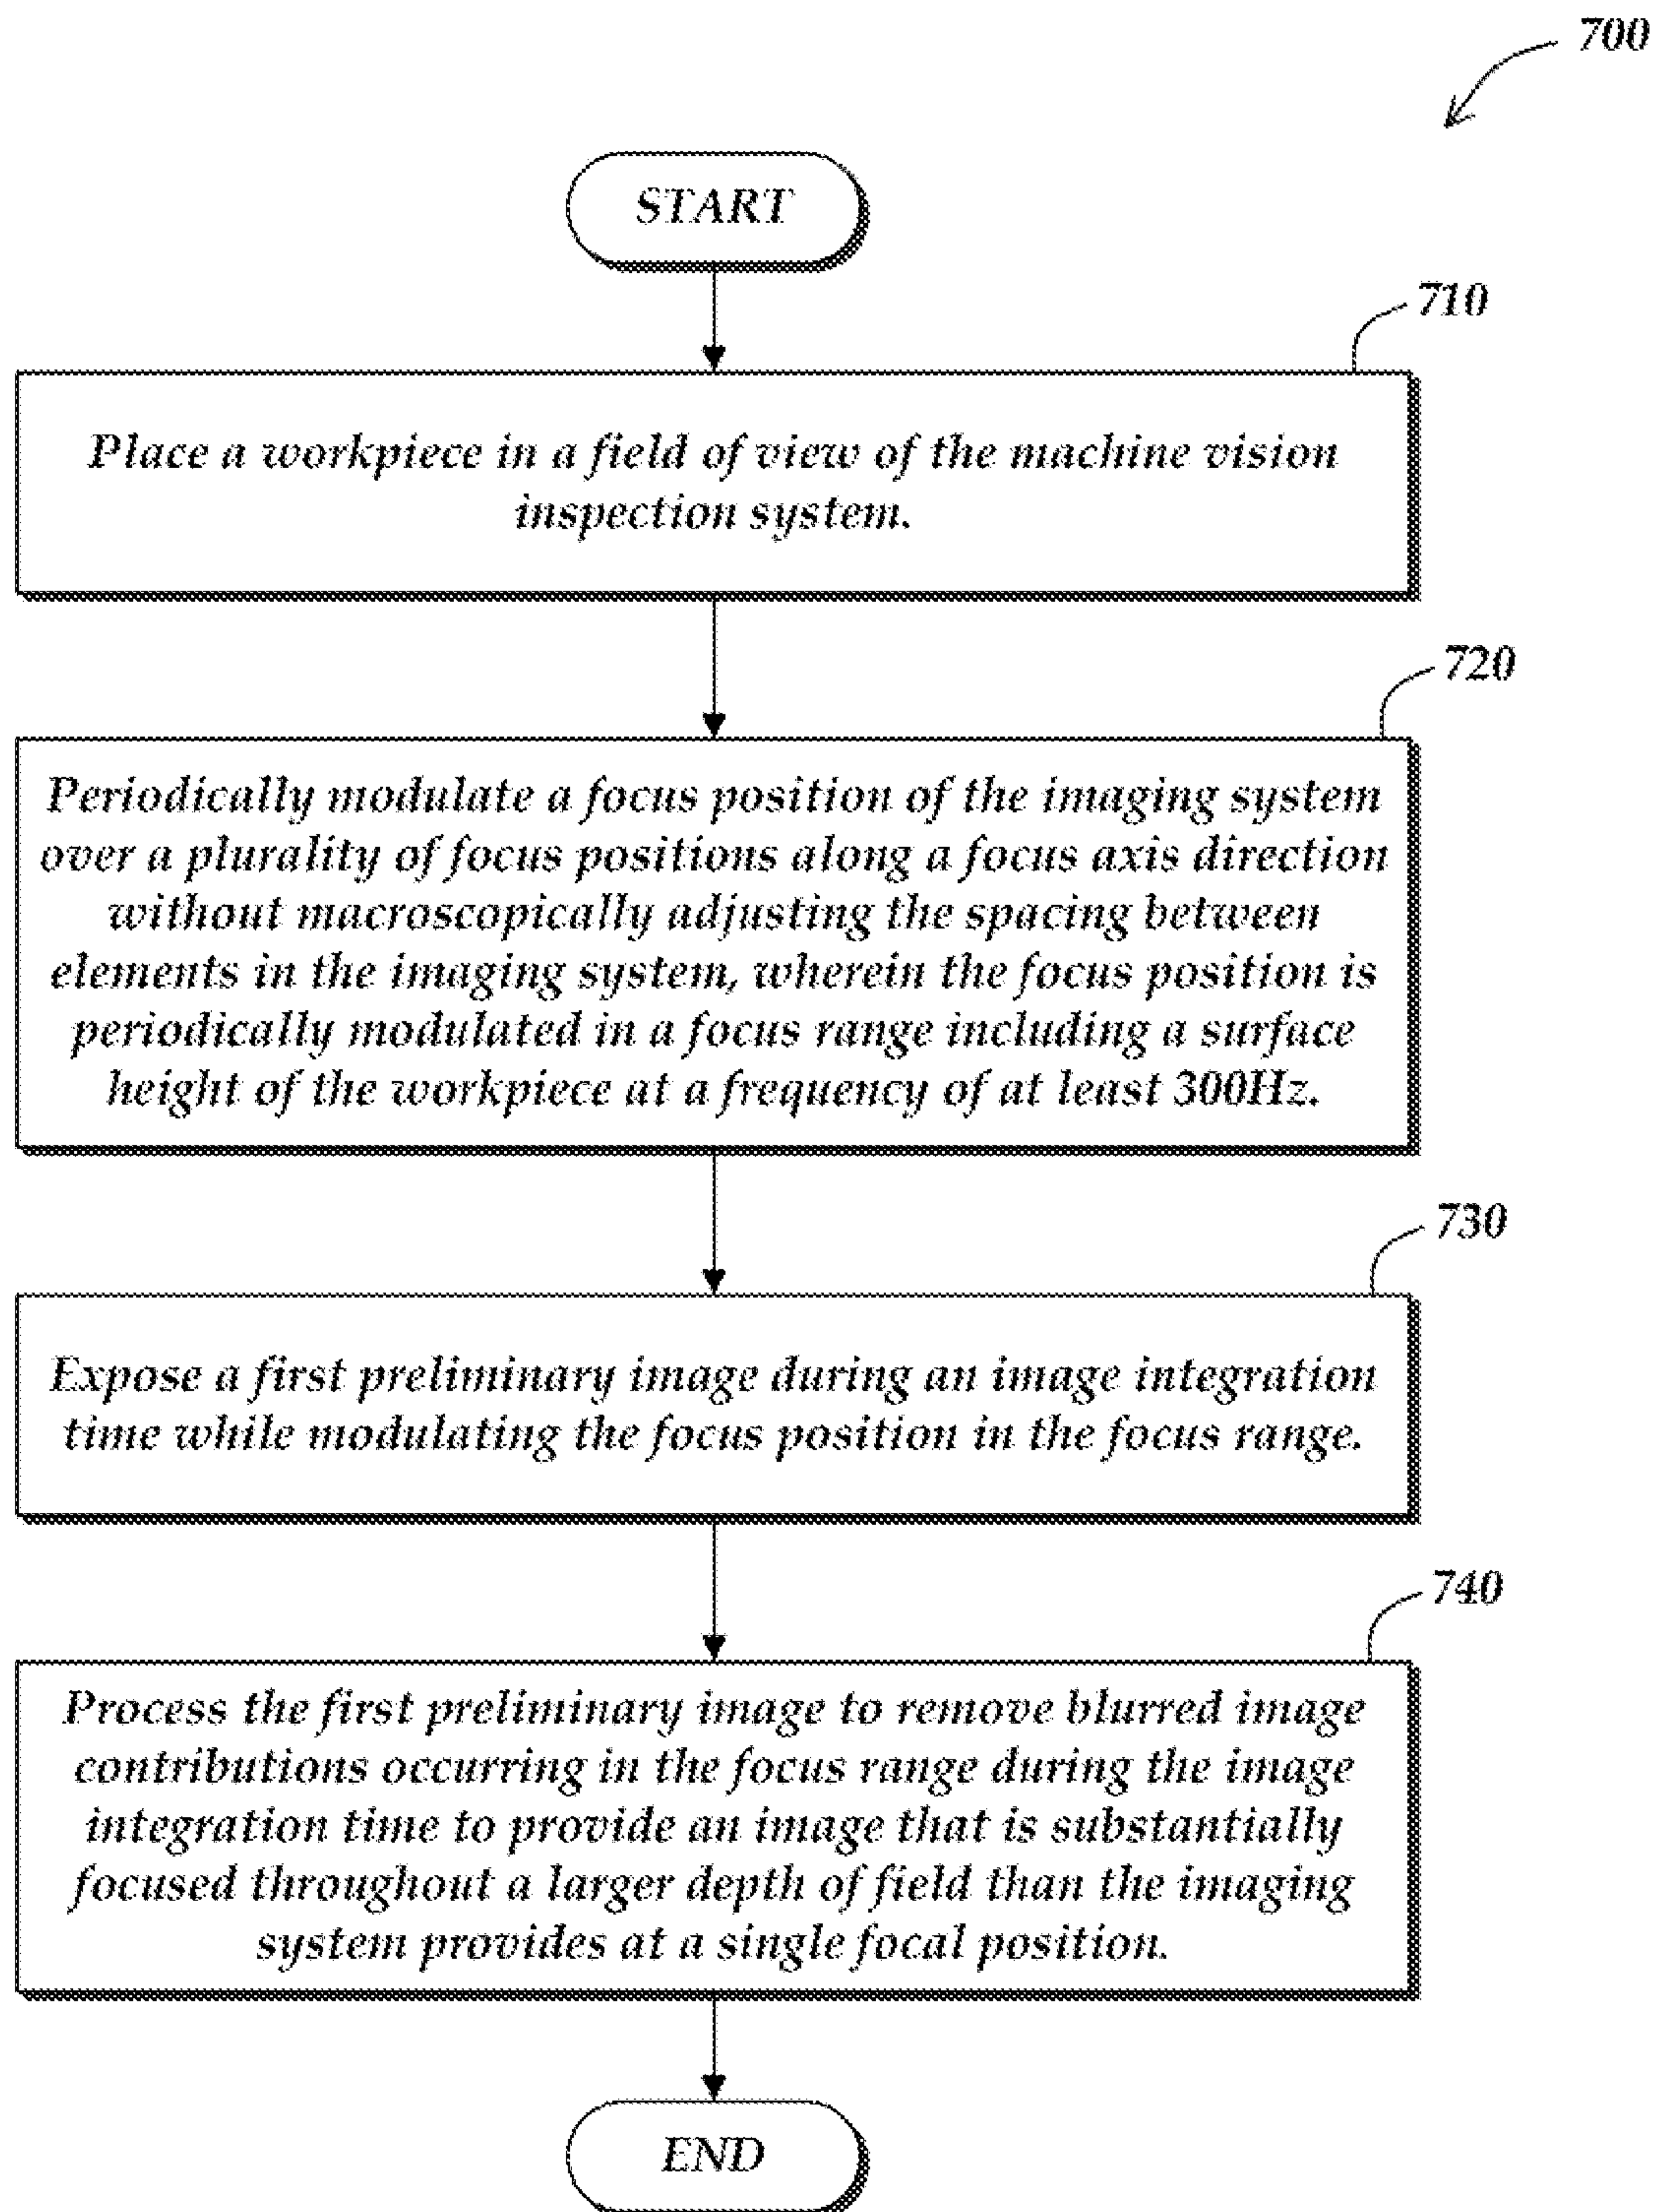 700
START
710
Place a workpiece in a field of view of the machine vision
inspection system.
720
Periodically modulate a focus position of the imaging system
over a plurality of focus positions along a focus axis direction
without macroscopically adjusting the spacing between
elements in the imaging system, wherein the focus position is
periodically modulated in a focus range including a surface
height of the workpiece at a frequency of at least 300Hz.
730
Expose a first preliminary image during an image integration
time while modulating the focus position in the focus range.
740
Process the first preliminary image to remove blurred image
contributions occurring in the focus range during the image
integration time to provide an image that is substantially
focused throughout a larger depth of field than the imaging
system provides at a single focal position.
END